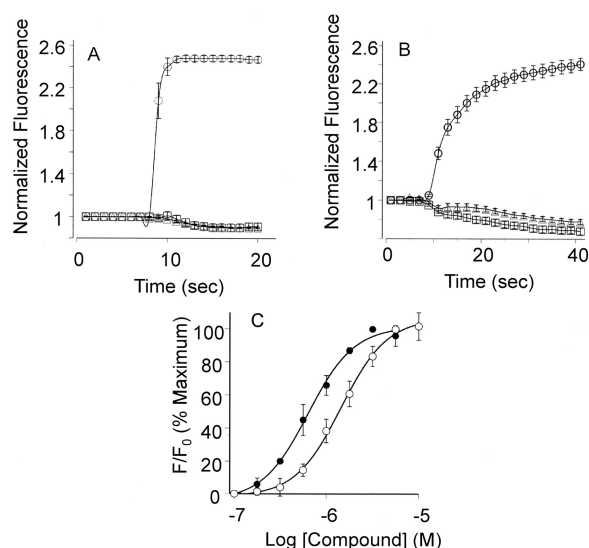 A
Normalized Fluorescence
2.6
2.2
1.8
1.4
1
0
10
20
Time (sec)
B
Normalized Fluorescence
2.6
2.2
1.8
1.4
1
0
20
40
Time (sec)
C
F/F0 (% Maximum)
100
80
60
40
20
0
-7
-6
-5
Log [Compound] (M)